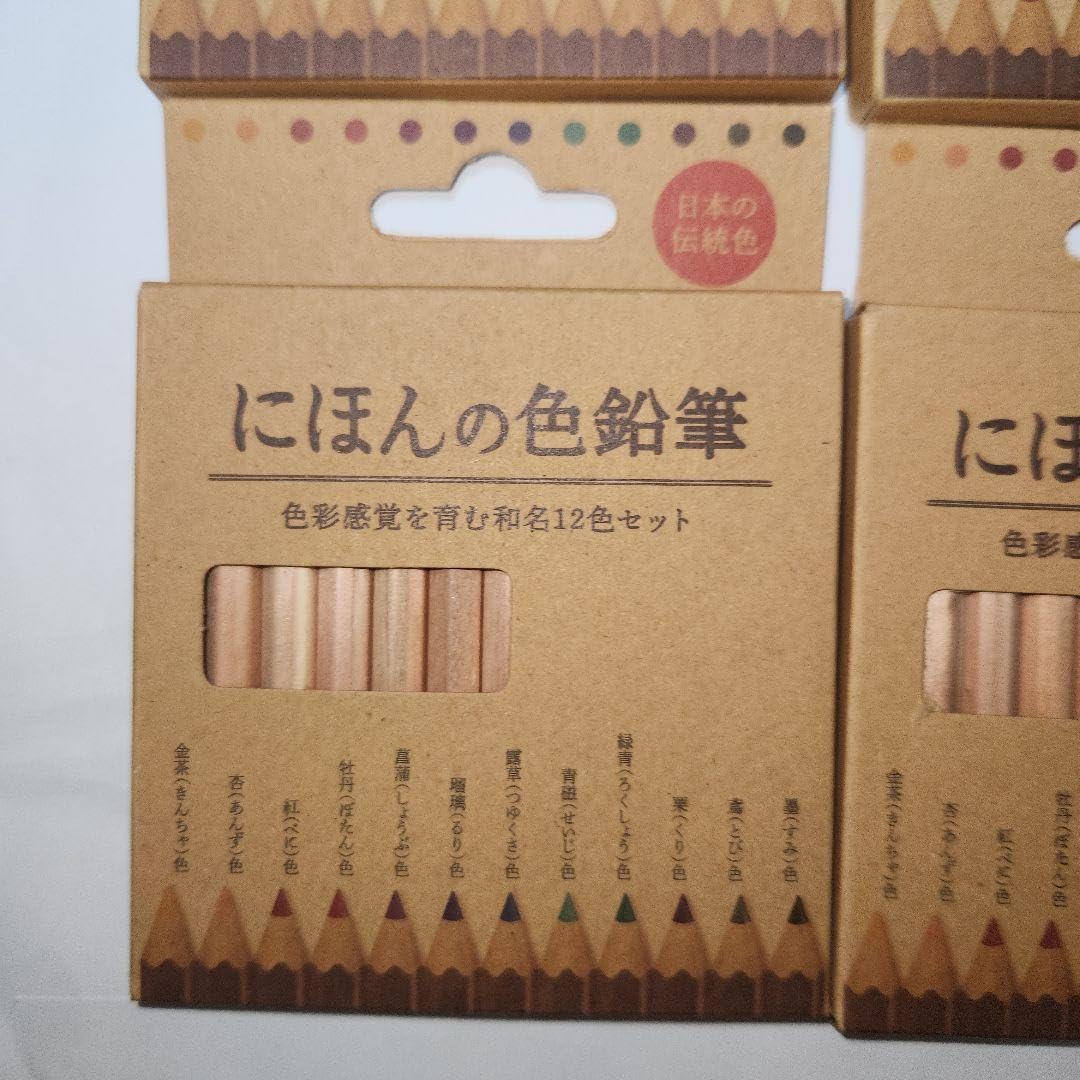 日本の
伝統色
にほんの色鉛筆
色彩感覚を育む和名12色セット
金茶(きんちゃ)色
杏(あんず)色
紅(べに)色
牡丹(ぼたん)色
菖蒲(しょうぶ)色
瑠璃(るり)色
露草(つゆくさ)色
青磁(せいじ)色
緑青(ろくしょう)色
栗(くり)色
鳶(とび)色
墨(すみ)色
にほ
色彩感
金茶(きんちゃ)色
杏(あんず)色
紅(べに)色
牡丹(ぼたん)色